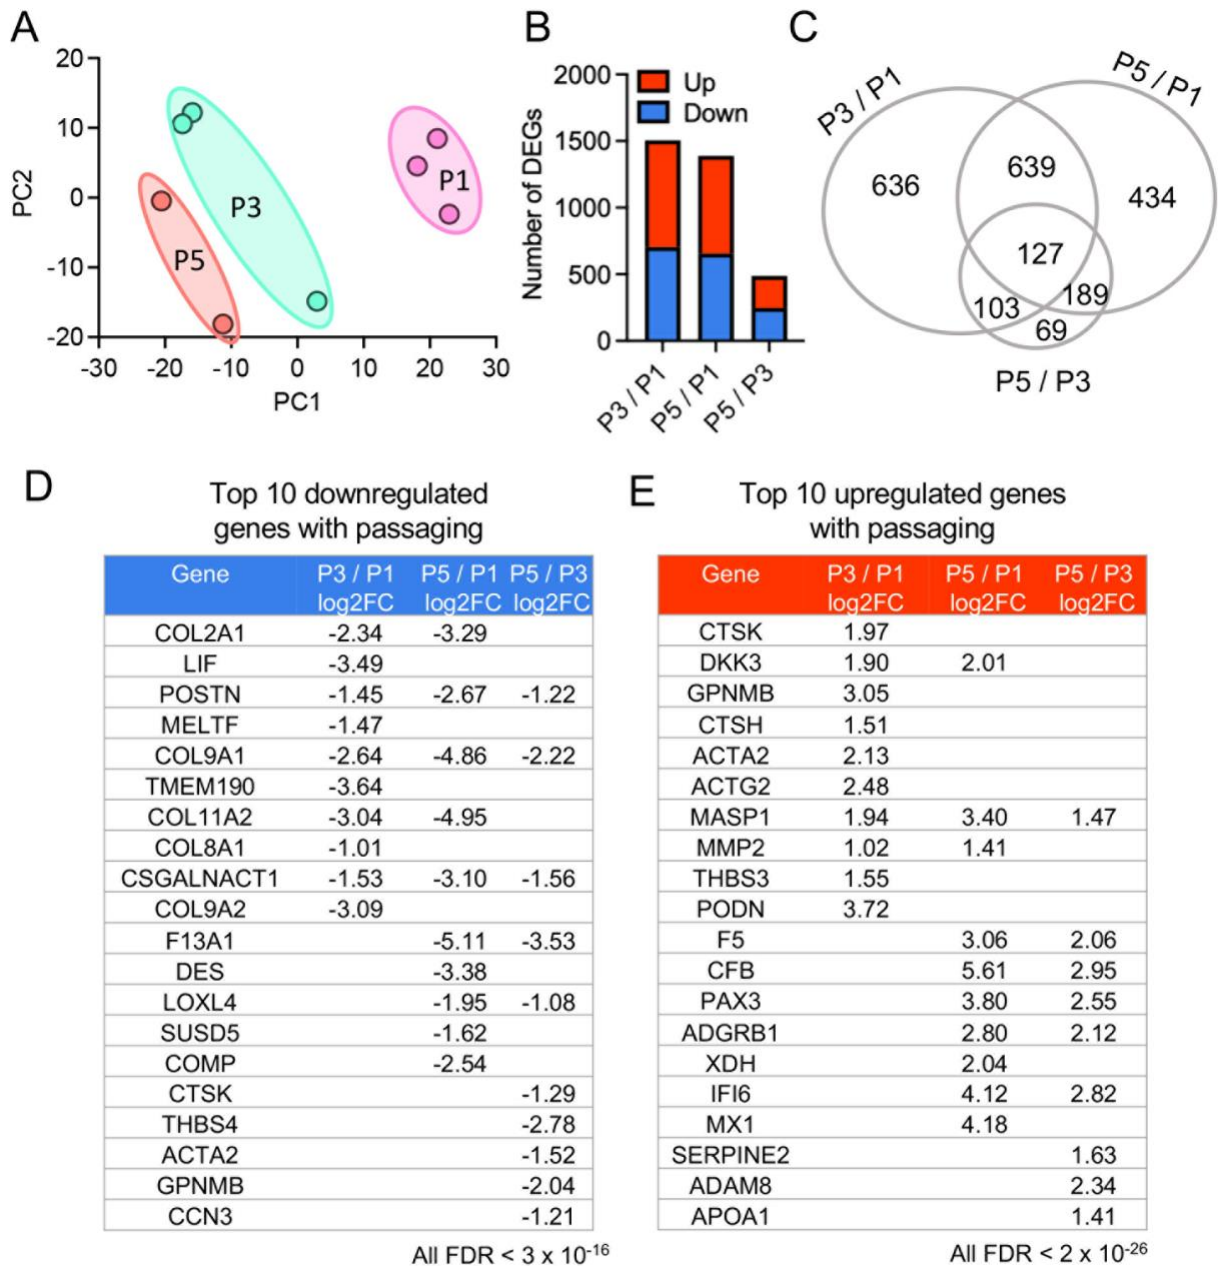 A
20
10
0
-10
-20
PC2
-30 -20 -10 0 10 20 30
PC1
P3
P5
P1
B
2000
1500
1000
500
0
Number of DEGs
Up
Down
P3 / P1
P5 / P1
P5 / P3
C
P3 / P1
P5 / P1
636
639
434
127
103
189
69
P5 / P3
D
Top 10 downregulated
genes with passaging
Gene P3 / P1 P5 / P1 P5 / P3
log2FC log2FC log2FC
COL2A1 -2.34 -3.29
LIF -3.49
POSTN -1.45 -2.67 -1.22
MELTF -1.47
COL9A1 -2.64 -4.86 -2.22
TMEM190 -3.64
COL11A2 -3.04 -4.95
COL8A1 -1.01
CSGALNACT1 -1.53 -3.10 -1.56
COL9A2 -3.09
F13A1 -5.11 -3.53
DES -3.38
LOXL4 -1.95 -1.08
SUSD5 -1.62
COMP -2.54
CTSK -1.29
THBS4 -2.78
ACTA2 -1.52
GPNMB -2.04
CCN3 -1.21
All FDR < 3 x 10⁻¹⁶
E
Top 10 upregulated genes
with passaging
Gene P3 / P1 P5 / P1 P5 / P3
log2FC log2FC log2FC
CTSK 1.97
DKK3 1.90 2.01
GPNMB 3.05
CTSH 1.51
ACTA2 2.13
ACTG2 2.48
MASP1 1.94 3.40 1.47
MMP2 1.02 1.41
THBS3 1.55
PODN 3.72
F5 3.06 2.06
CFB 5.61 2.95
PAX3 3.80 2.55
ADGRB1 2.80 2.12
XDH 2.04
IFI6 4.12 2.82
MX1 4.18
SERPINE2 1.63
ADAM8 2.34
APOA1 1.41
All FDR < 2 x 10⁻²⁶